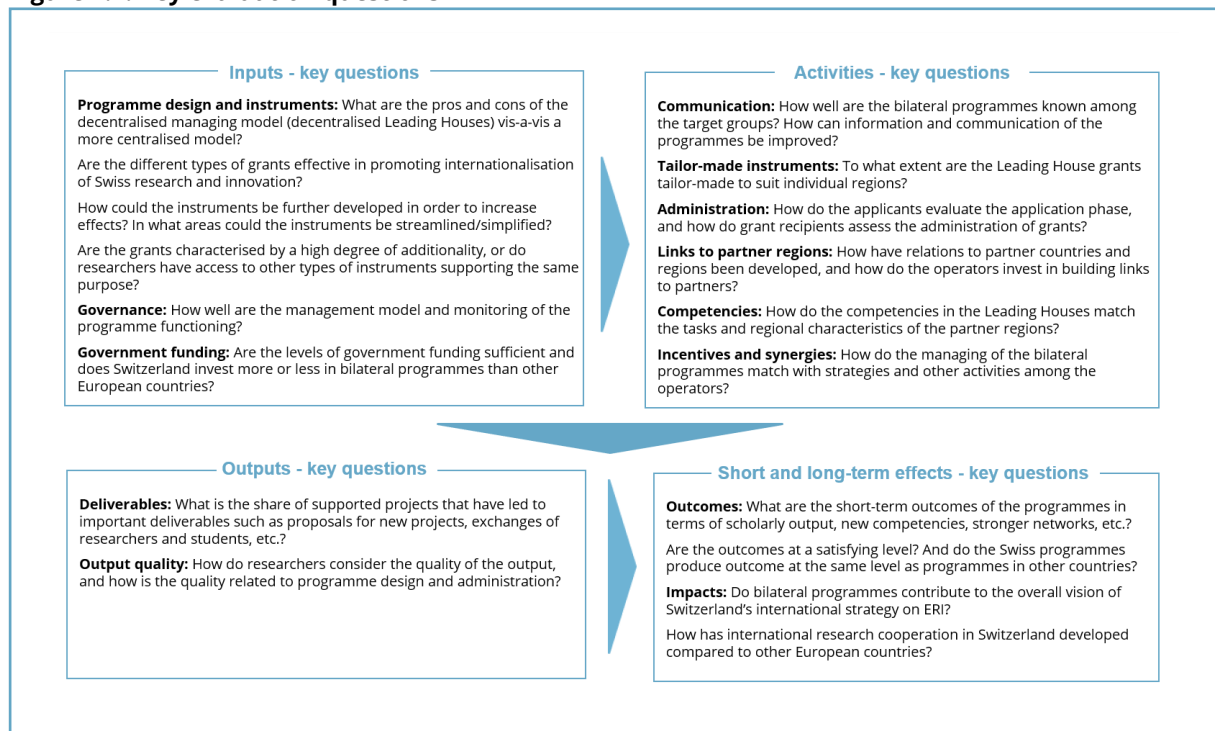 Inputs - key questions
Programme design and instruments: What are the pros and cons of the
decentralised managing model (decentralised Leading Houses) vis-a-vis a
more centralised model?
Are the different types of grants effective in promoting internationalisation
of Swiss research and innovation?
How could the instruments be further developed in order to increase
effects? In what areas could the instruments be streamlined/simplified?
Are the grants characterised by a high degree of additionality, or do
researchers have access to other types of instruments supporting the same
purpose?
Governance: How well are the management model and monitoring of the
programme functioning?
Government funding: Are the levels of government funding sufficient and
does Switzerland invest more or less in bilateral programmes than other
European countries?
Activities - key questions
Communication: How well are the bilateral programmes known among
the target groups? How can information and communication of the
programmes be improved?
Tailor-made instruments: To what extent are the Leading House grants
tailor-made to suit individual regions?
Administration: How do the applicants evaluate the application phase,
and how do grant recipients assess the administration of grants?
Links to partner regions: How have relations to partner countries and
regions been developed, and how do the operators invest in building links
to partners?
Competencies: How do the competencies in the Leading Houses match
the tasks and regional characteristics of the partner regions?
Incentives and synergies: How do the managing of the bilateral
programmes match with strategies and other activities among the
operators?
Outputs - key questions
Deliverables: What is the share of supported projects that have led to
important deliverables such as proposals for new projects, exchanges of
researchers and students, etc.?
Output quality: How do researchers consider the quality of the output,
and how is the quality related to programme design and administration?
Short and long-term effects - key questions
Outcomes: What are the short-term outcomes of the programmes in
terms of scholarly output, new competencies, stronger networks, etc.?
Are the outcomes at a satisfying level? And do the Swiss programmes
produce outcome at the same level as programmes in other countries?
Impacts: Do bilateral programmes contribute to the overall vision of
Switzerland's international strategy on ERI?
How has international research cooperation in Switzerland developed
compared to other European countries?